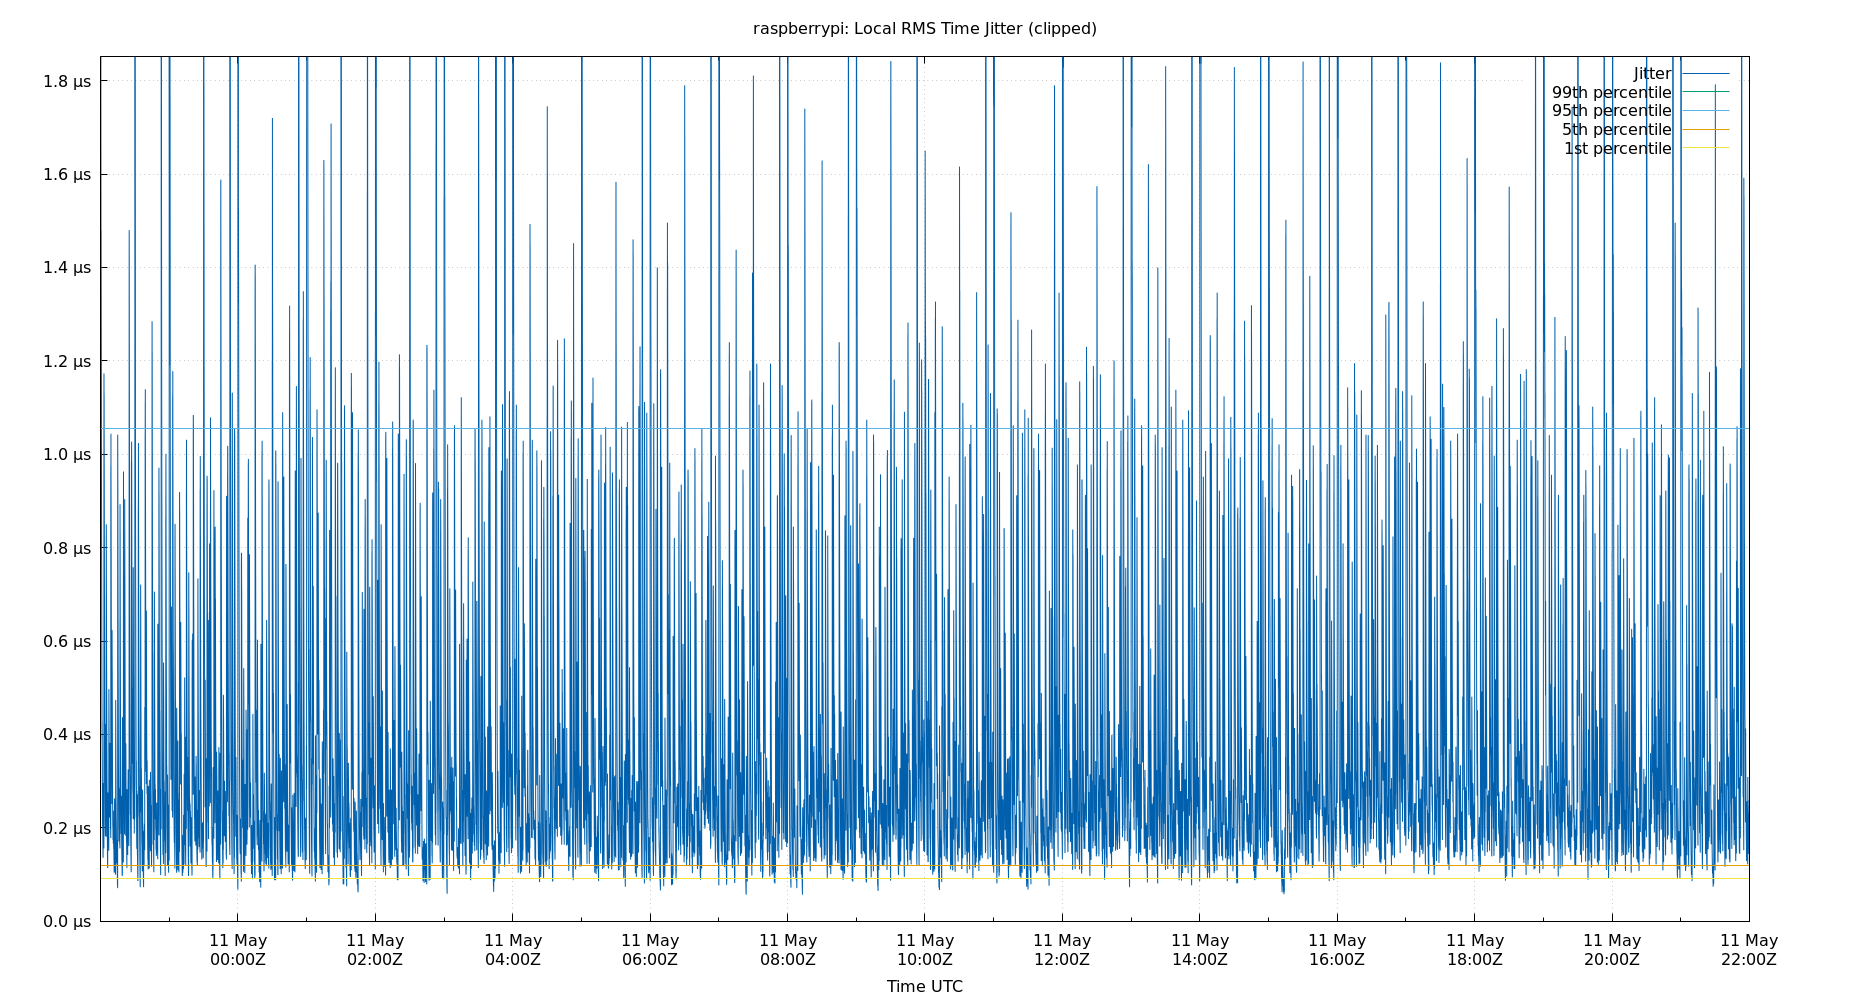 raspberrypi: Local RMS Time Jitter (clipped)
Jitter
99th percentile
95th percentile
5th percentile
1st percentile
1.8 µs
1.6 µs
1.4 µs
1.2 µs
1.0 µs
0.8 µs
0.6 µs
0.4 µs
0.2 µs
0.0 µs
11 May 11 May 11 May 11 May 11 May 11 May 11 May 11 May 11 May 11 May 11 May 11 May
00:00Z 02:00Z 04:00Z 06:00Z 08:00Z 10:00Z 12:00Z 14:00Z 16:00Z 18:00Z 20:00Z 22:00Z
Time UTC